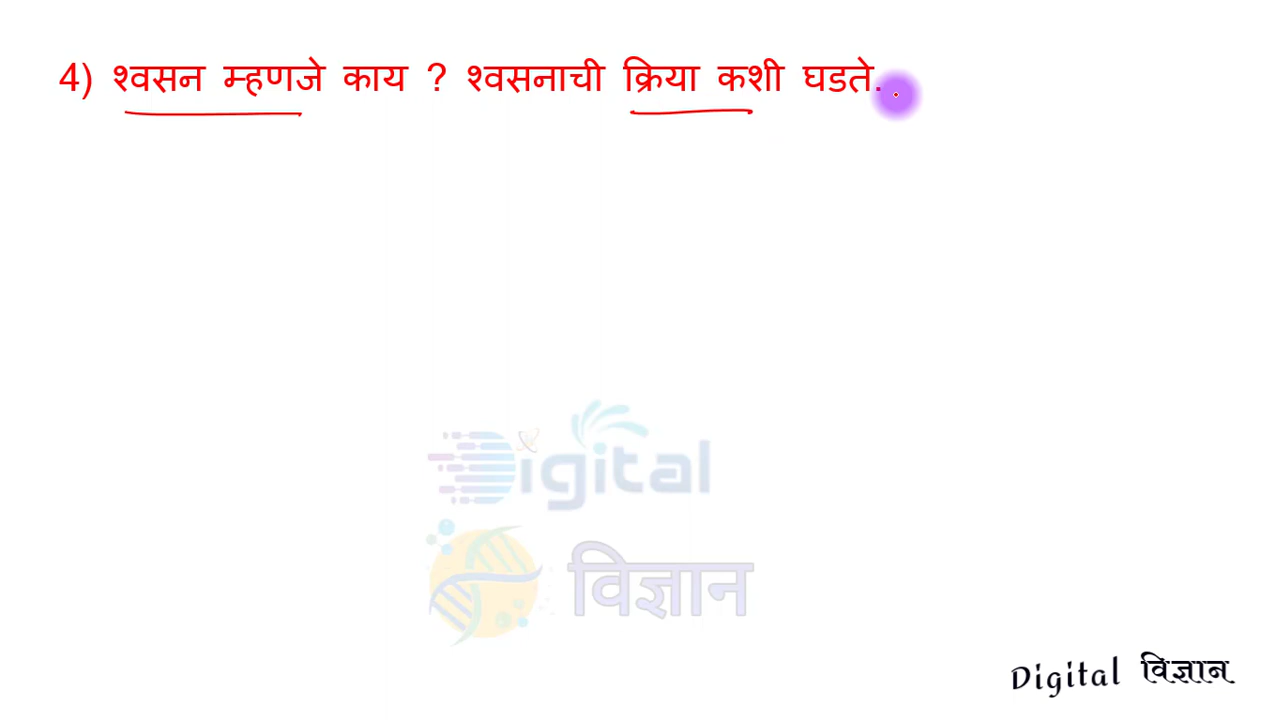 4) श्वसन म्हणजे काय ? श्वसनाची क्रिया कशी घडते.
Digital
विज्ञान
Digital विज्ञान